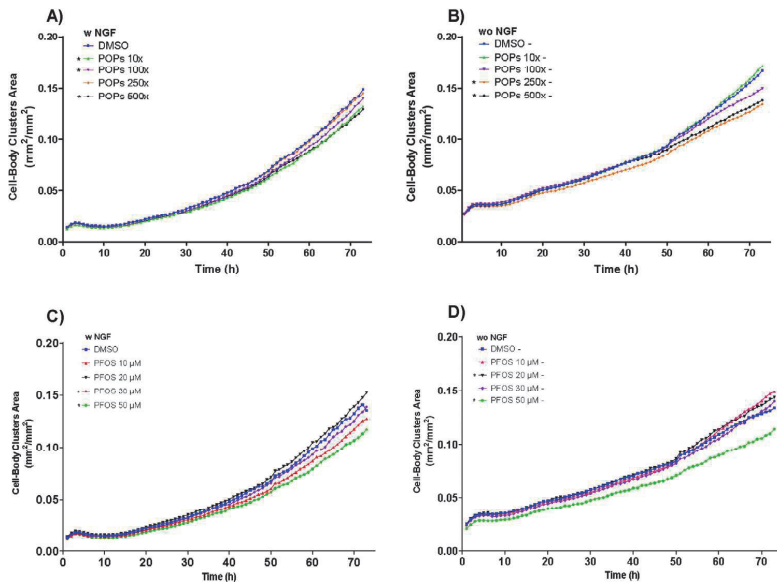 A)
w NGF
DMSO
* POPs 10x
* POPs 100x
POPs 250x
POPs 500x
Cell-Body Clusters Area
(mm²/mm²)
0.20
0.15
0.10
0.05
0.00
0 10 20 30 40 50 60 70
Time (h)
B)
wo NGF
DMSO -
POPs 10x -
POPs 100x -
* POPs 250x -
* POPs 500x -
Cell-Body Clusters Area
(mm²/mm²)
0.20
0.15
0.10
0.05
0.00
0 10 20 30 40 50 60 70
Time (h)
C)
w NGF
DMSO
PFOS 10 µM
PFOS 20 µM
PFOS 30 µM
PFOS 50 µM
Cell-Body Clusters Area
(mm²/mm²)
0.20
0.15
0.10
0.05
0.00
0 10 20 30 40 50 60 70
Time (h)
D)
wo NGF
DMSO -
PFOS 10 µM -
PFOS 20 µM -
PFOS 30 µM -
PFOS 50 µM -
Cell-Body Clusters Area
(mm²/mm²)
0.20
0.15
0.10
0.05
0.00
0 10 20 30 40 50 60 70
Time (h)